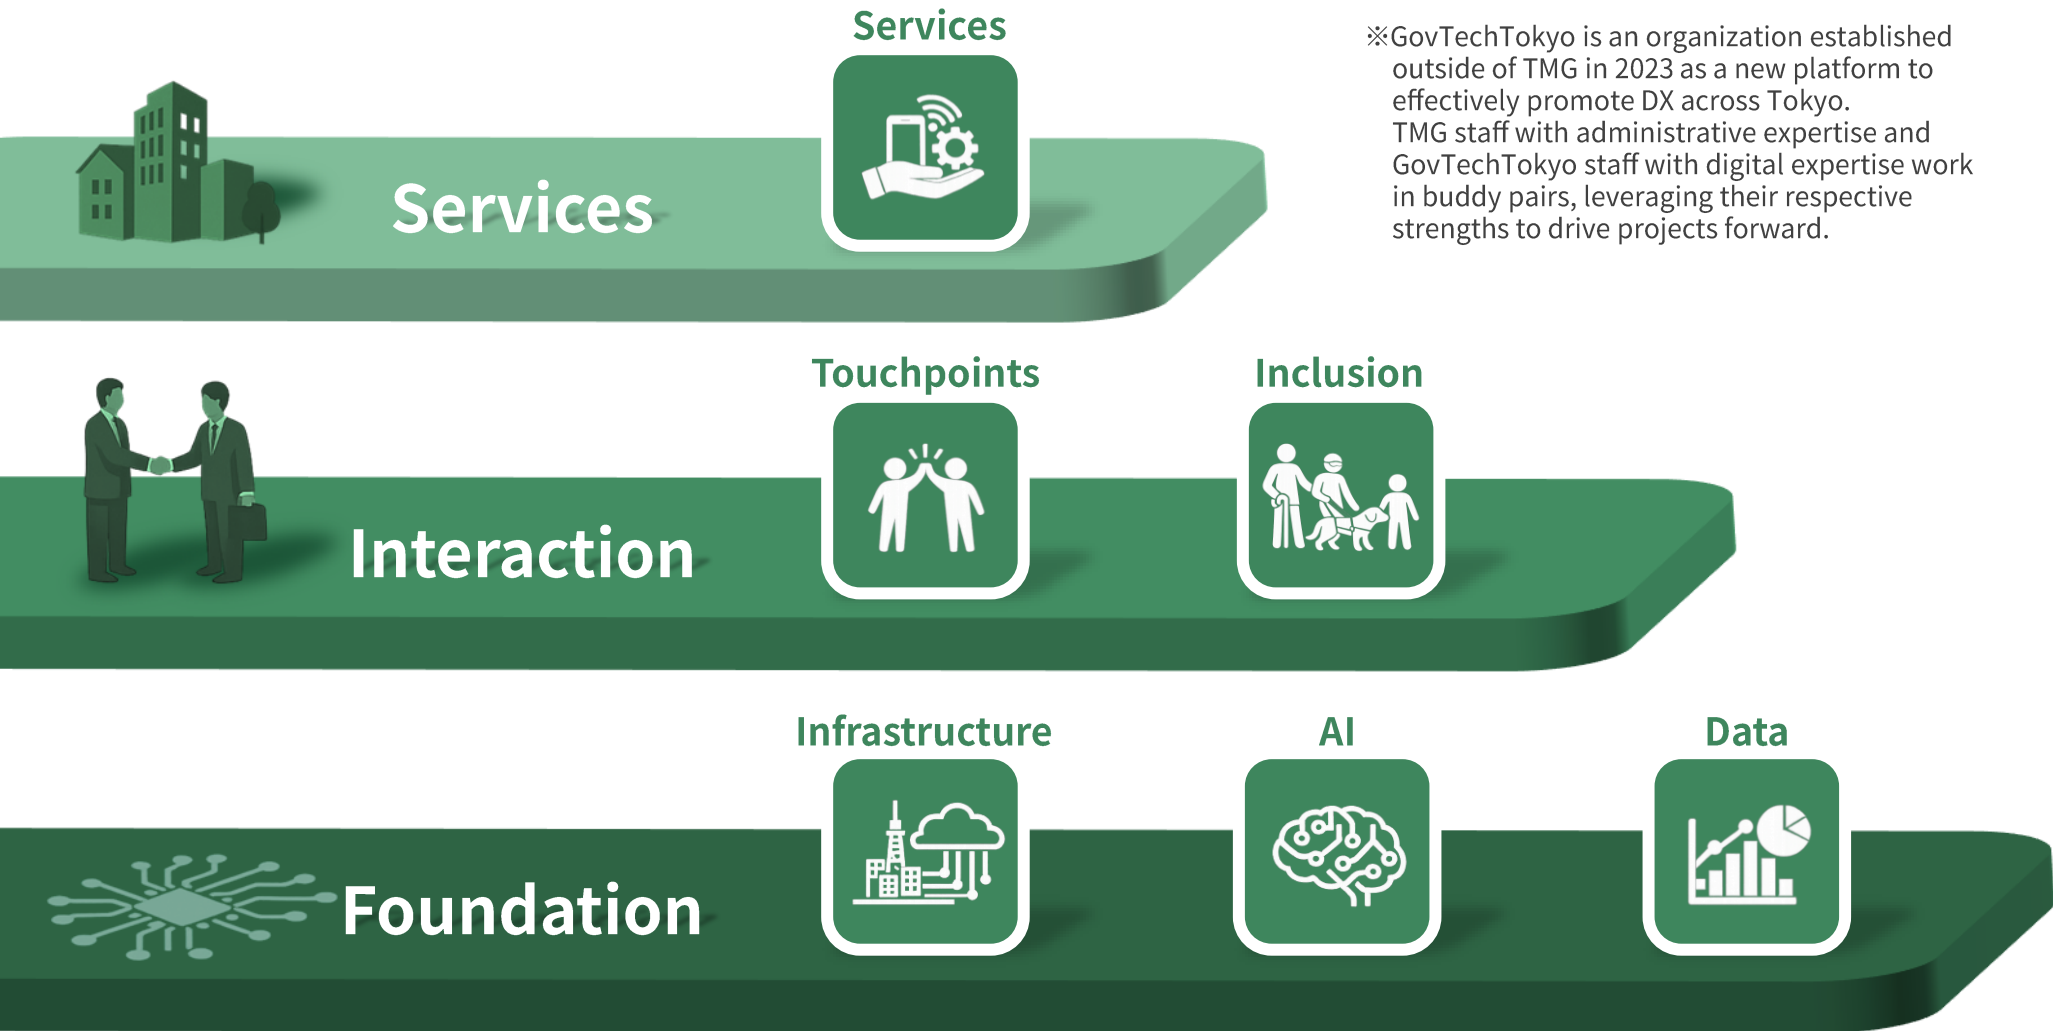 Services
※GovTechTokyo is an organization established
outside of TMG in 2023 as a new platform to
effectively promote DX across Tokyo.
TMG staff with administrative expertise and
GovTechTokyo staff with digital expertise work
in buddy pairs, leveraging their respective
strengths to drive projects forward.
Services
Touchpoints
Inclusion
Interaction
Infrastructure
AI
Data
Foundation